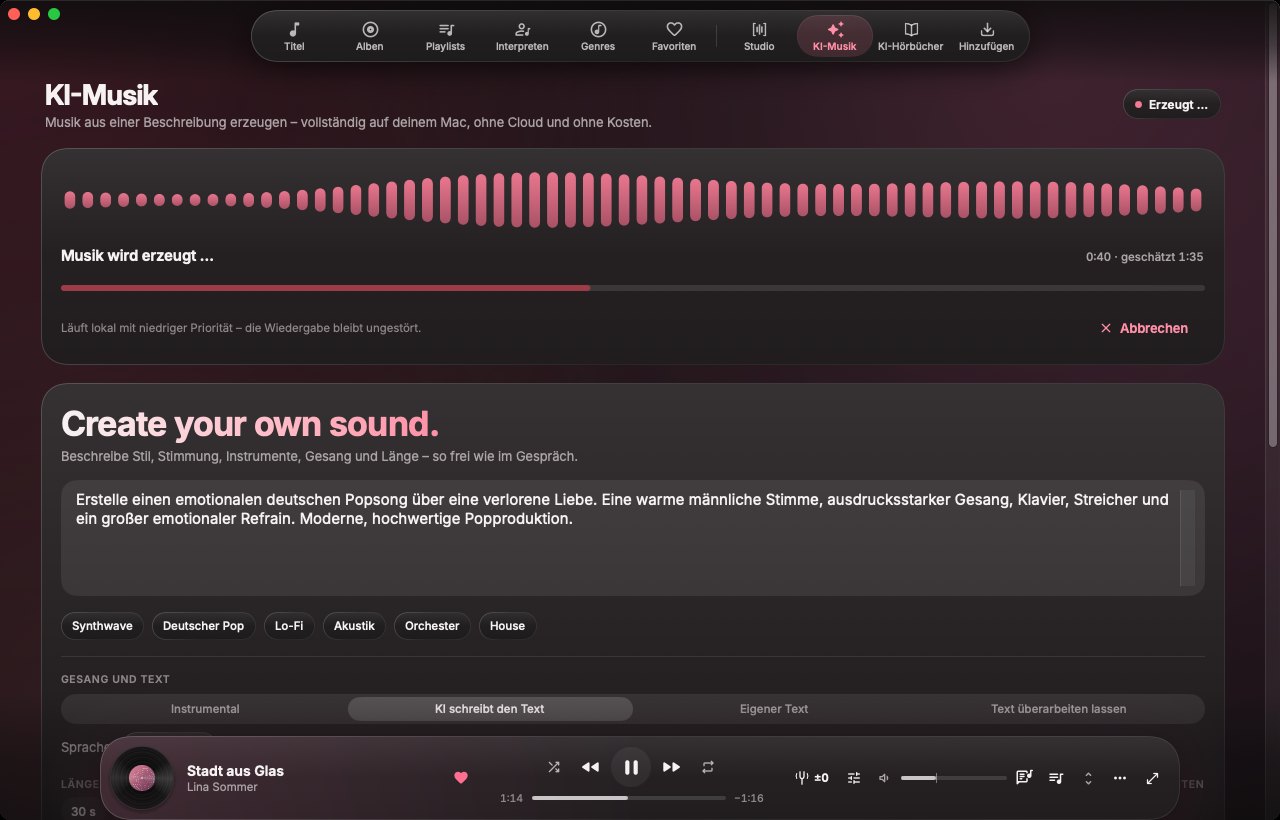 Titel
Alben
Playlists
Interpreten
Genres
Favoriten
Studio
KI-Musik
KI-Hörbücher
Hinzufügen
KI-Musik
Musik aus einer Beschreibung erzeugen – vollständig auf deinem Mac, ohne Cloud und ohne Kosten.
Erzeugt ...
Musik wird erzeugt ...
0:40 · geschätzt 1:35
Läuft lokal mit niedriger Priorität – die Wiedergabe bleibt ungestört.
Abbrechen
Create your own sound.
Beschreibe Stil, Stimmung, Instrumente, Gesang und Länge – so frei wie im Gespräch.
Erstelle einen emotionalen deutschen Popsong über eine verlorene Liebe. Eine warme männliche Stimme, ausdrucksstarker Gesang, Klavier, Streicher und
ein großer emotionaler Refrain. Moderne, hochwertige Popproduktion.
Synthwave
Deutscher Pop
Lo-Fi
Akustik
Orchester
House
GESANG UND TEXT
Instrumental
KI schreibt den Text
Eigener Text
Text überarbeiten lassen
Sprache
LÄNGE
30 s
Stadt aus Glas
Lina Sommer
1:14
−1:16
±0